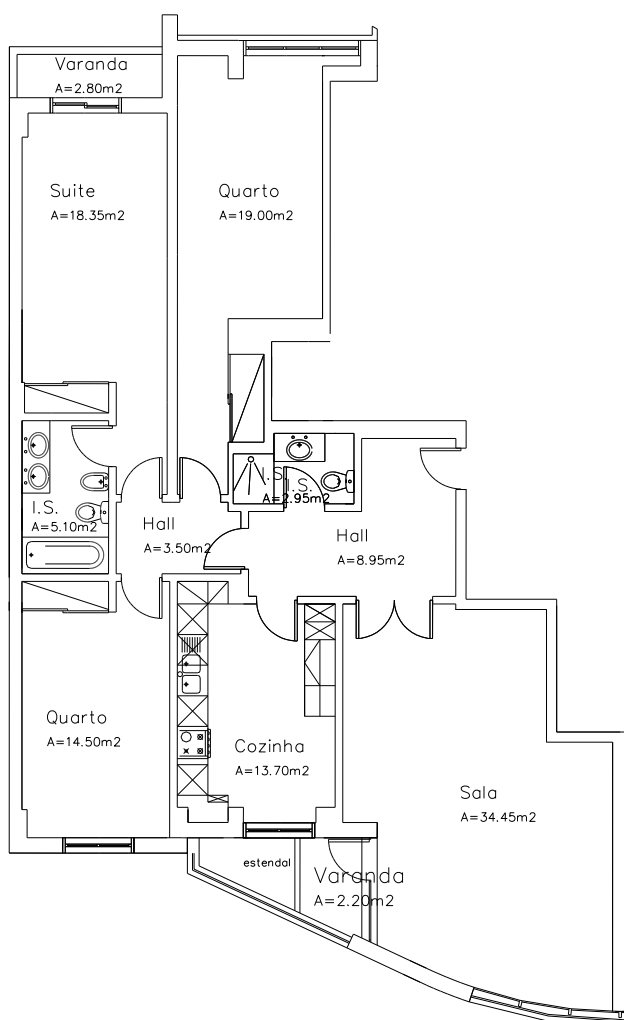 Varanda
A=2.80m2
Suite
A=18.35m2
Quarto
A=19.00m2
I.S.
I.S.
A=2.95m2
I.S.
A=5.10m2
Hall
A=3.50m2
Hall
A=8.95m2
Quarto
A=14.50m2
Cozinha
A=13.70m2
Sala
A=34.45m2
estendal
Varanda
A=2.20m2